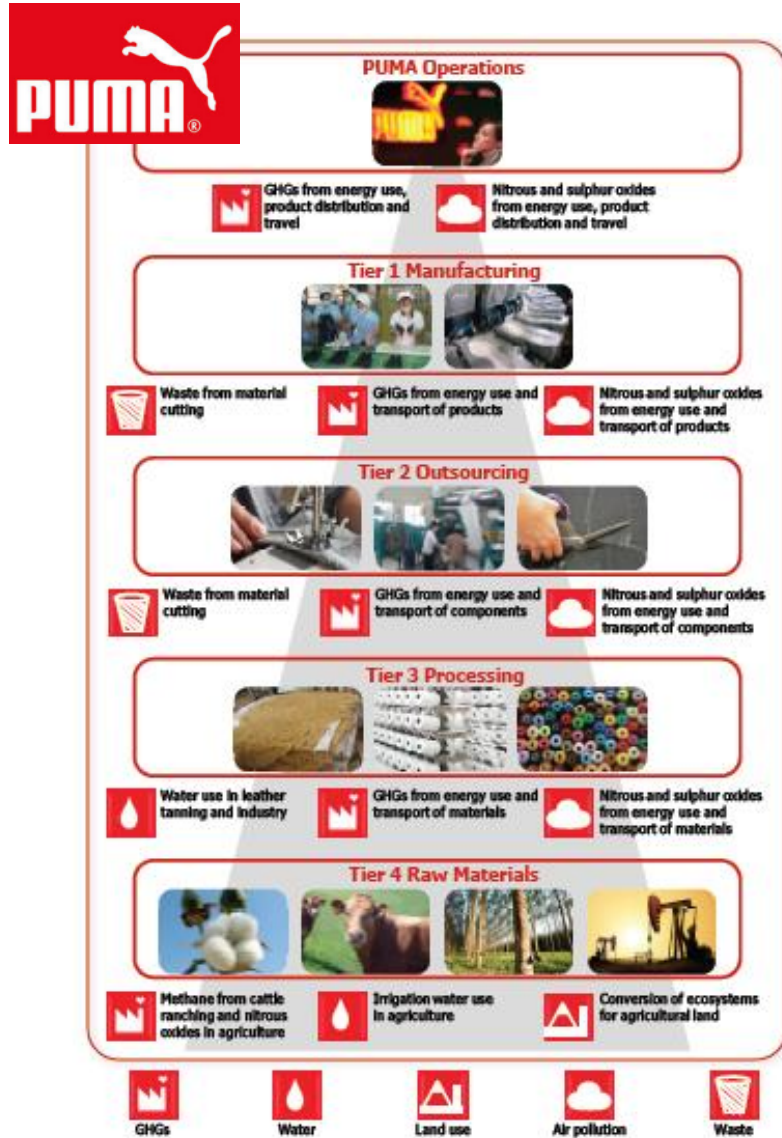 PUMA®
PUMA Operations
GHGs from energy use,
product distribution and
travel
Nitrous and sulphur oxides
from energy use, product
distribution and travel
Tier 1 Manufacturing
Waste from material
cutting
GHGs from energy use and
transport of products
Nitrous and sulphur oxides
from energy use and
transport of products
Tier 2 Outsourcing
Waste from material
cutting
GHGs from energy use and
transport of components
Nitrous and sulphur oxides
from energy use and
transport of components
Tier 3 Processing
Water use in leather
tanning and industry
GHGs from energy use and
transport of materials
Nitrous and sulphur oxides
from energy use and
transport of materials
Tier 4 Raw Materials
Methane from cattle
ranching and nitrous
oxides in agriculture
Irrigation water use
in agriculture
Conversion of ecosystems
for agricultural land
GHGs
Water
Land use
Air pollution
Waste